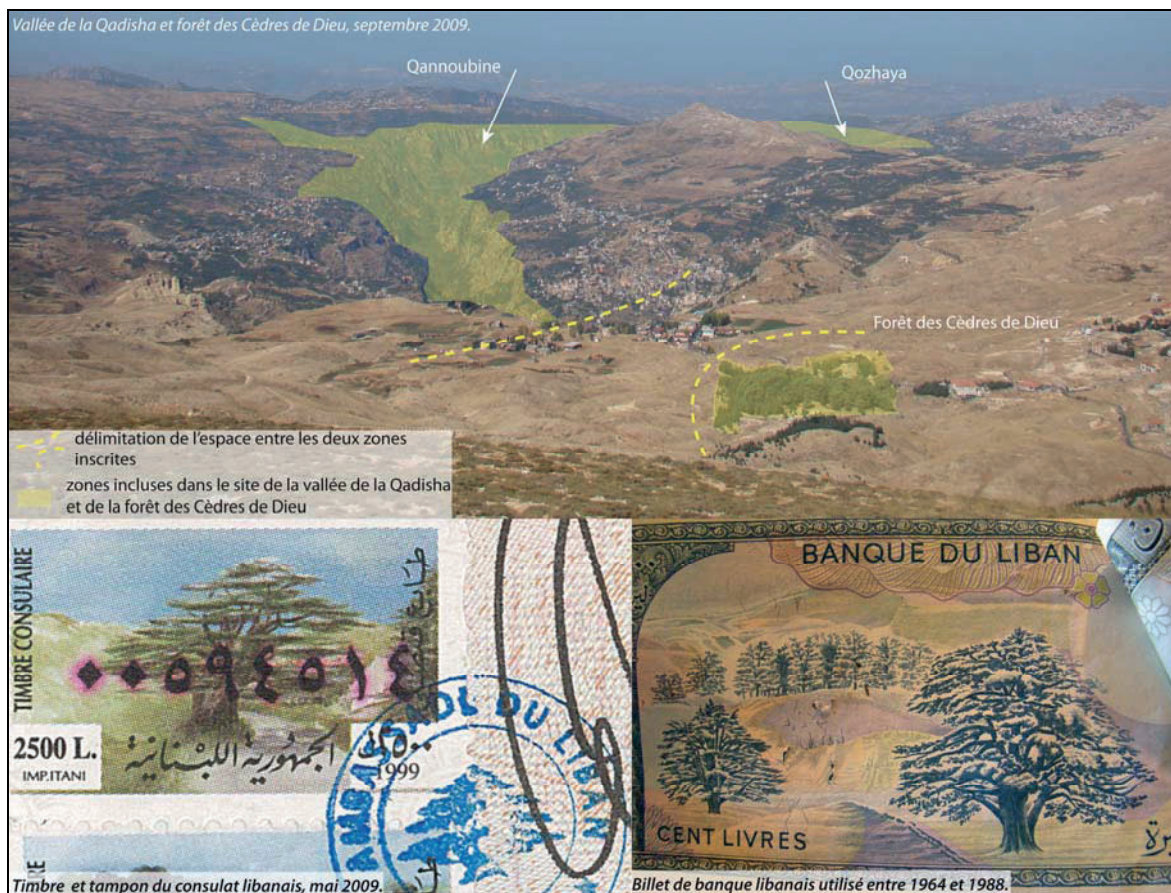 Vallée de la Qadisha et forêt des Cèdres de Dieu, septembre 2009.
Qannoubine
Qozhaya
Forêt des Cèdres de Dieu
délimitation de l'espace entre les deux zones
inscrites
zones incluses dans le site de la vallée de la Qadisha
et de la forêt des Cèdres de Dieu
TIMBRE CONSULAIRE
٠٠٥٩٤٥١٤
2500 L.
IMP.ITANI
الجمهورية اللبنانية
1999
DU LIBAN
RE
Timbre et tampon du consulat libanais, mai 2009.
BANQUE DU LIBAN
CENT LIVRES
Billet de banque libanais utilisé entre 1964 et 1988.